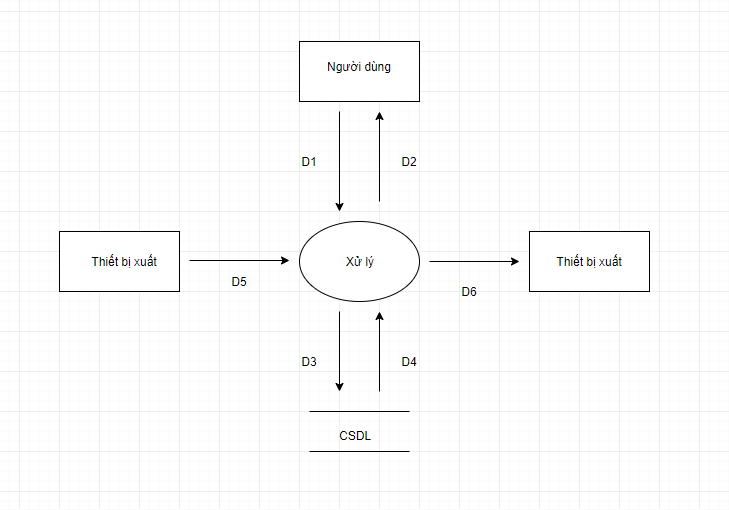 Người dùng
D1
D2
Thiết bị xuất
D5
Xử lý
D6
Thiết bị xuất
D3
D4
CSDL